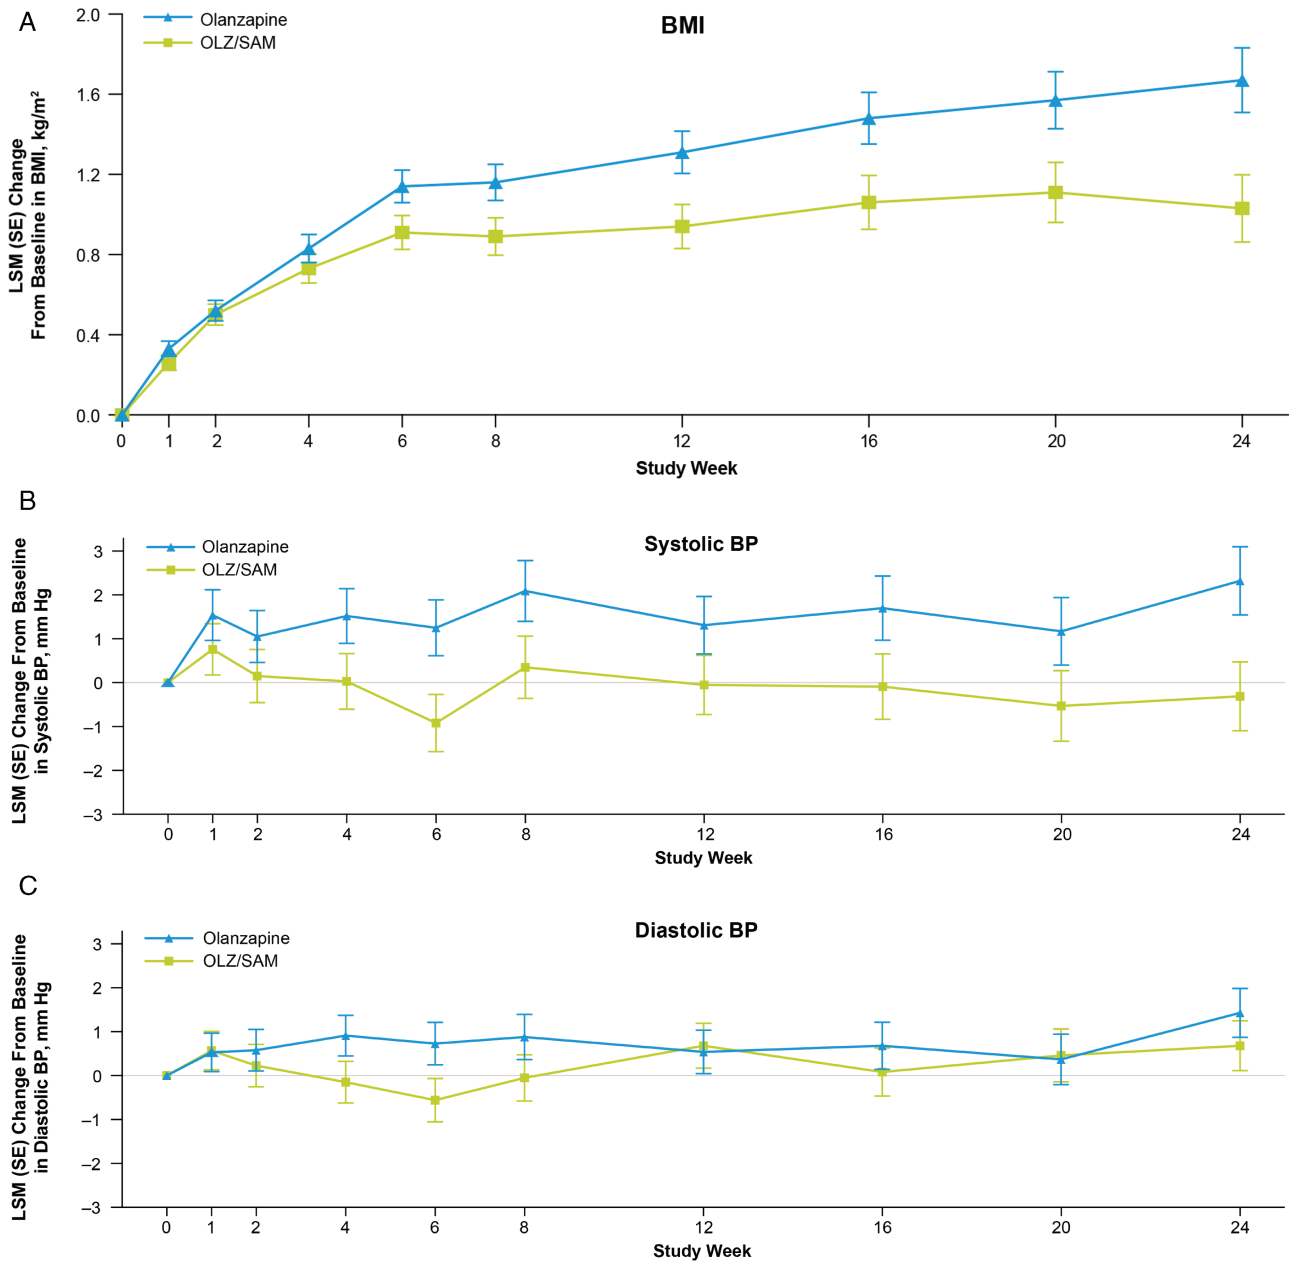 A
BMI
Olanzapine
OLZ/SAM
LSM (SE) Change
From Baseline in BMI, kg/m²
2.0
1.6
1.2
0.8
0.4
0.0
0 1 2 4 6 8 12 16 20 24
Study Week
B
Systolic BP
Olanzapine
OLZ/SAM
LSM (SE) Change From Baseline
in Systolic BP, mm Hg
3
2
1
0
–1
–2
–3
0 1 2 4 6 8 12 16 20 24
Study Week
C
Diastolic BP
Olanzapine
OLZ/SAM
LSM (SE) Change From Baseline
in Diastolic BP, mm Hg
3
2
1
0
–1
–2
–3
0 1 2 4 6 8 12 16 20 24
Study Week